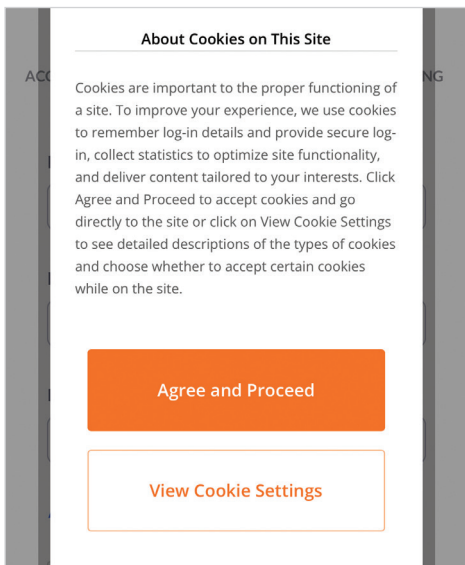 About Cookies on This Site
ACC
NG
Cookies are important to the proper functioning of
a site. To improve your experience, we use cookies
to remember log-in details and provide secure log-
in, collect statistics to optimize site functionality,
and deliver content tailored to your interests. Click
Agree and Proceed to accept cookies and go
directly to the site or click on View Cookie Settings
to see detailed descriptions of the types of cookies
and choose whether to accept certain cookies
while on the site.
Agree and Proceed
View Cookie Settings